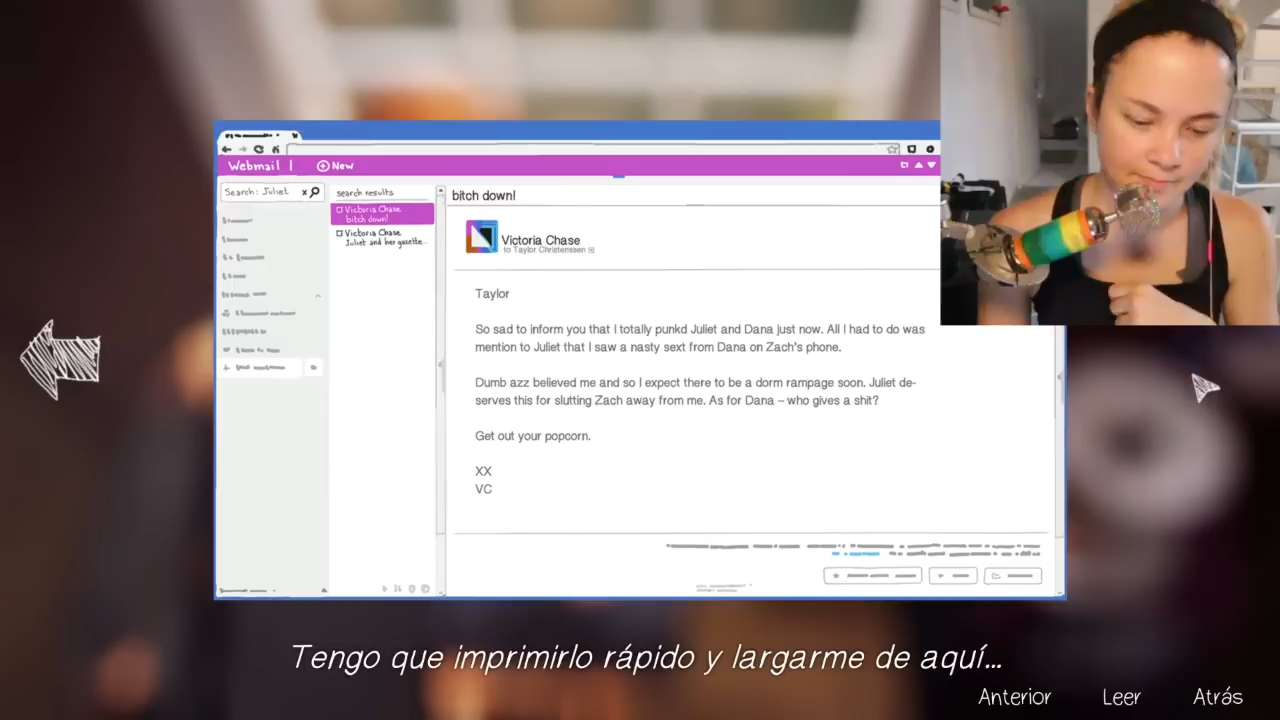 Webmail |
New
Search: Juliet
x
search results
Victoria Chase
bitch down!
Victoria Chase
Juliet and her gazette...
bitch down!
Victoria Chase
to Taylor Christenssen
Taylor
So sad to inform you that I totally punkd Juliet and Dana just now. All I had to do was
mention to Juliet that I saw a nasty sext from Dana on Zach's phone.
Dumb azz believed me and so I expect there to be a dorm rampage soon. Juliet de-
serves this for slutting Zach away from me. As for Dana – who gives a shit?
Get out your popcorn.
XX
VC
Tengo que imprimirlo rápido y largarme de aquí...
Anterior Leer Atrás